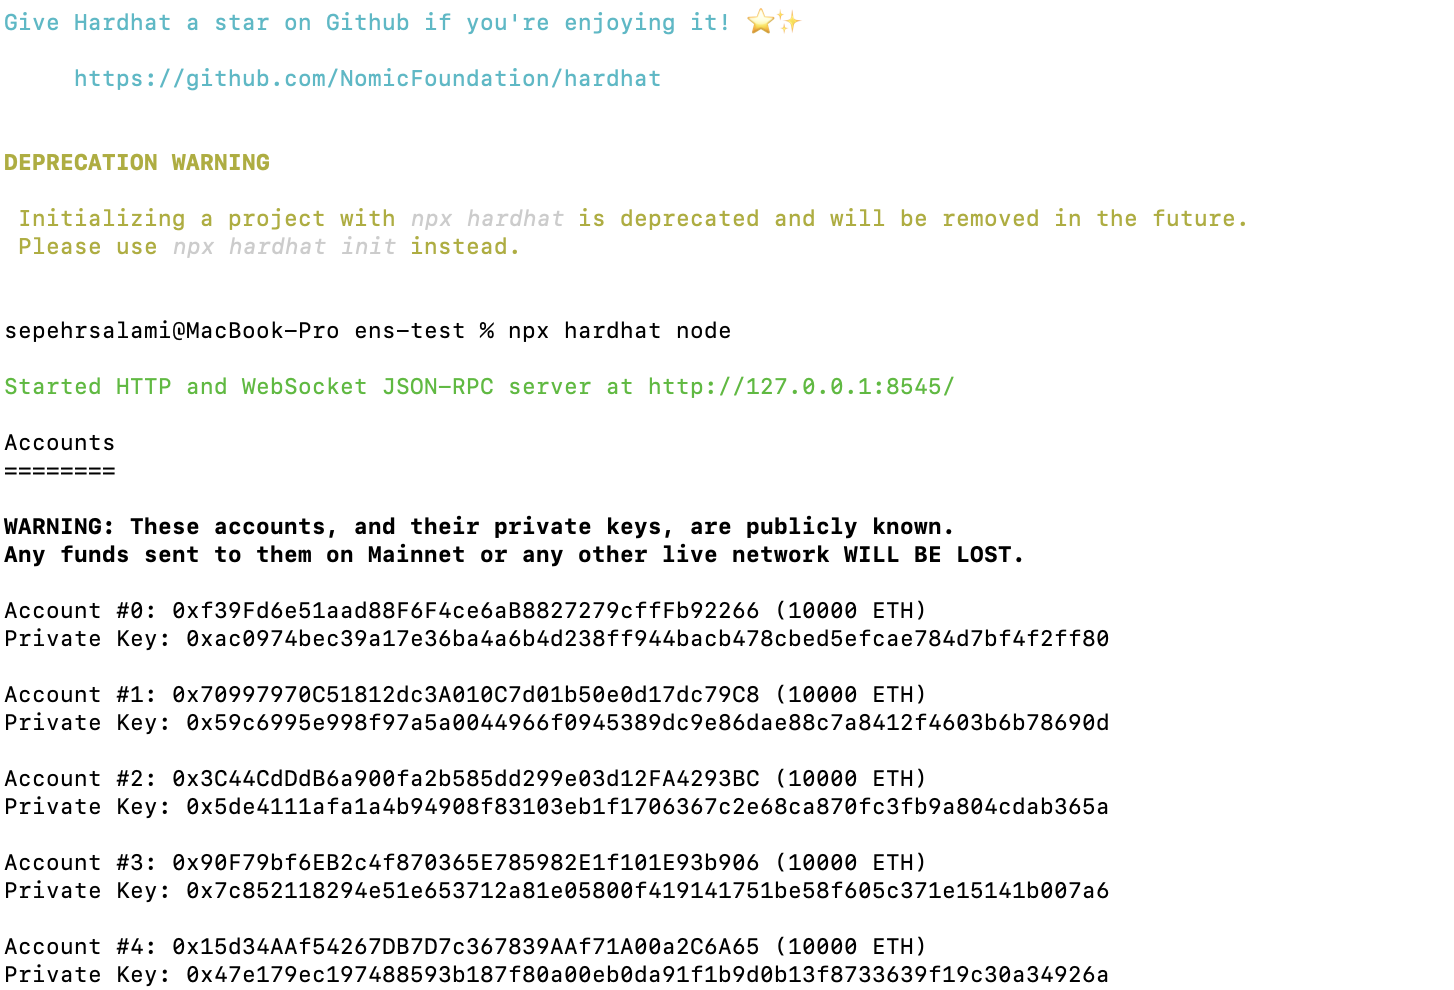 Give Hardhat a star on Github if you're enjoying it! ⭐✨
https://github.com/NomicFoundation/hardhat
DEPRECATION WARNING
Initializing a project with npx hardhat is deprecated and will be removed in the future.
Please use npx hardhat init instead.
sepehrsalami@MacBook-Pro ens-test % npx hardhat node
Started HTTP and WebSocket JSON-RPC server at http://127.0.0.1:8545/
Accounts
========
WARNING: These accounts, and their private keys, are publicly known.
Any funds sent to them on Mainnet or any other live network WILL BE LOST.
Account #0: 0xf39Fd6e51aad88F6F4ce6aB8827279cffFb92266 (10000 ETH)
Private Key: 0xac0974bec39a17e36ba4a6b4d238ff944bacb478cbed5efcae784d7bf4f2ff80
Account #1: 0x70997970C51812dc3A010C7d01b50e0d17dc79C8 (10000 ETH)
Private Key: 0x59c6995e998f97a5a0044966f0945389dc9e86dae88c7a8412f4603b6b78690d
Account #2: 0x3C44CdDdB6a900fa2b585dd299e03d12FA4293BC (10000 ETH)
Private Key: 0x5de4111afa1a4b94908f83103eb1f1706367c2e68ca870fc3fb9a804cdab365a
Account #3: 0x90F79bf6EB2c4f870365E785982E1f101E93b906 (10000 ETH)
Private Key: 0x7c852118294e51e653712a81e05800f419141751be58f605c371e15141b007a6
Account #4: 0x15d34AAf54267DB7D7c367839AAf71A00a2C6A65 (10000 ETH)
Private Key: 0x47e179ec197488593b187f80a00eb0da91f1b9d0b13f8733639f19c30a34926a